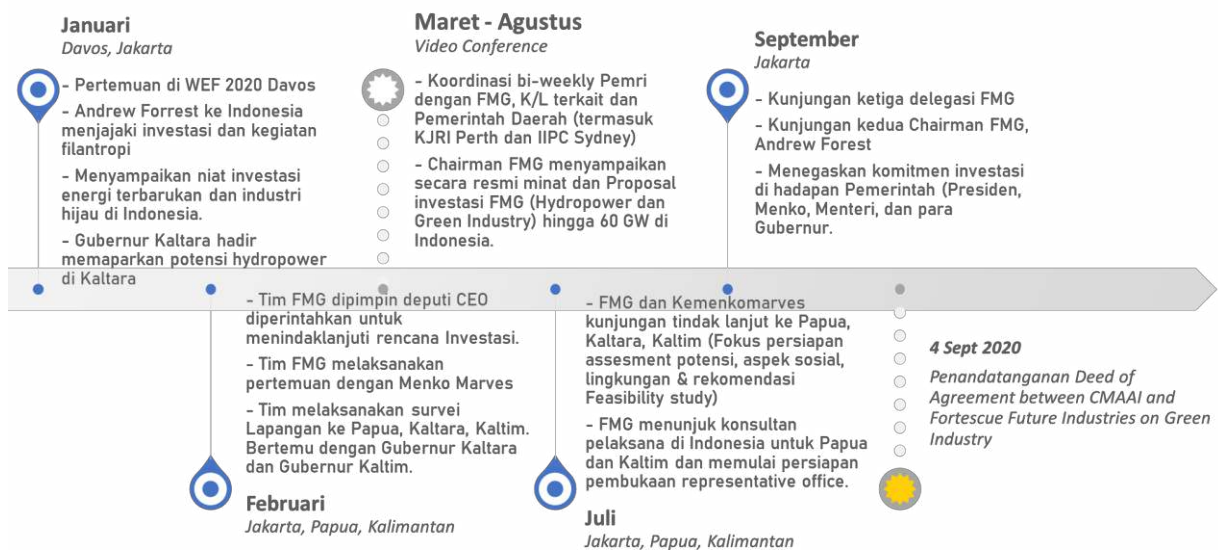 Januari
Davos, Jakarta
- Pertemuan di WEF 2020 Davos
- Andrew Forrest ke Indonesia
menjajaki investasi dan kegiatan
filantropi
- Menyampaikan niat investasi
energi terbarukan dan industri
hijau di Indonesia.
- Gubernur Kaltara hadir
memaparkan potensi hydropower
di Kaltara
- Tim FMG dipimpin deputi CEO
diperintahkan untuk
menindaklanjuti rencana Investasi.
- Tim FMG melaksanakan
pertemuan dengan Menko Marves
- Tim melaksanakan survei
Lapangan ke Papua, Kaltara, Kaltim.
Bertemu dengan Gubernur Kaltara
dan Gubernur Kaltim.
Februari
Jakarta, Papua, Kalimantan
Maret - Agustus
Video Conference
- Koordinasi bi-weekly Pemri
dengan FMG, K/L terkait dan
Pemerintah Daerah (termasuk
KJRI Perth dan IIPC Sydney)
- Chairman FMG menyampaikan
secara resmi minat dan Proposal
investasi FMG (Hydropower dan
Green Industry) hingga 60 GW di
Indonesia.
- FMG dan Kemenkomarves
kunjungan tindak lanjut ke Papua,
Kaltara, Kaltim (Fokus persiapan
assesment potensi, aspek sosial,
lingkungan & rekomendasi
Feasibility study)
- FMG menunjuk konsultan
pelaksana di Indonesia untuk Papua
dan Kaltim dan memulai persiapan
pembukaan representative office.
Juli
Jakarta, Papua, Kalimantan
September
Jakarta
- Kunjungan ketiga delegasi FMG
- Kunjungan kedua Chairman FMG,
Andrew Forest
- Menegaskan komitmen investasi
di hadapan Pemerintah (Presiden,
Menko, Menteri, dan para
Gubernur.
4 Sept 2020
Penandatanganan Deed of
Agreement between CMAAI and
Fortescue Future Industries on Green
Industry